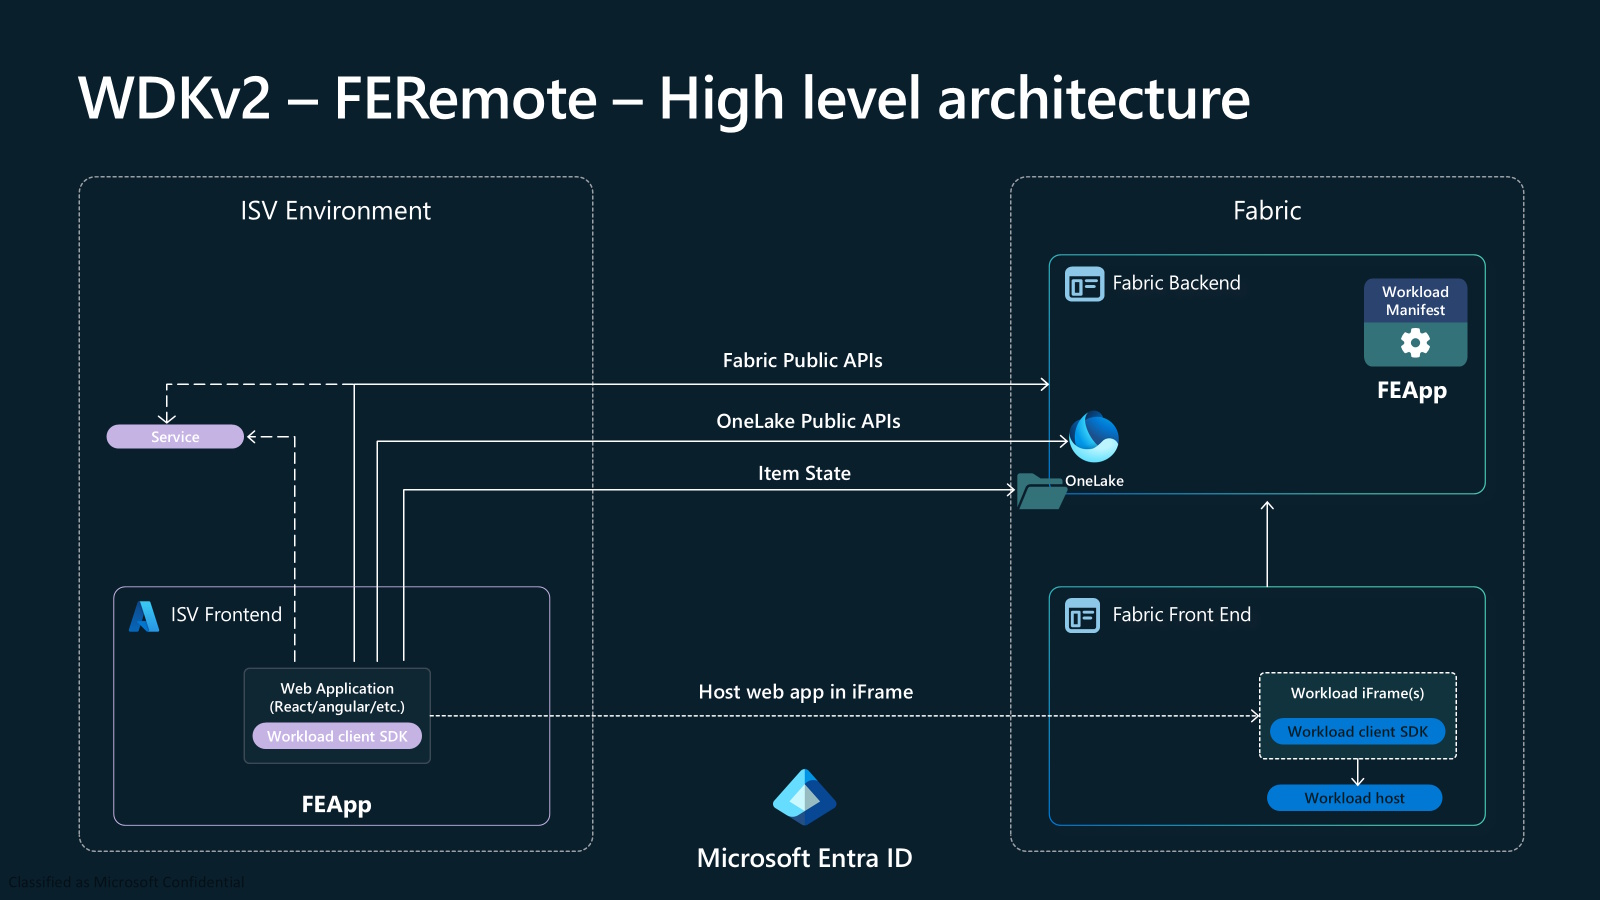 WDKv2 – FERemote – High level architecture
ISV Environment
Service
ISV Frontend
Web Application
(React/angular/etc.)
Workload client SDK
FEApp
Fabric Public APIs
OneLake Public APIs
Item State
Host web app in iFrame
Microsoft Entra ID
Fabric
Fabric Backend
Workload
Manifest
FEApp
OneLake
Fabric Front End
Workload iFrame(s)
Workload client SDK
Workload host
Classified as Microsoft Confidential